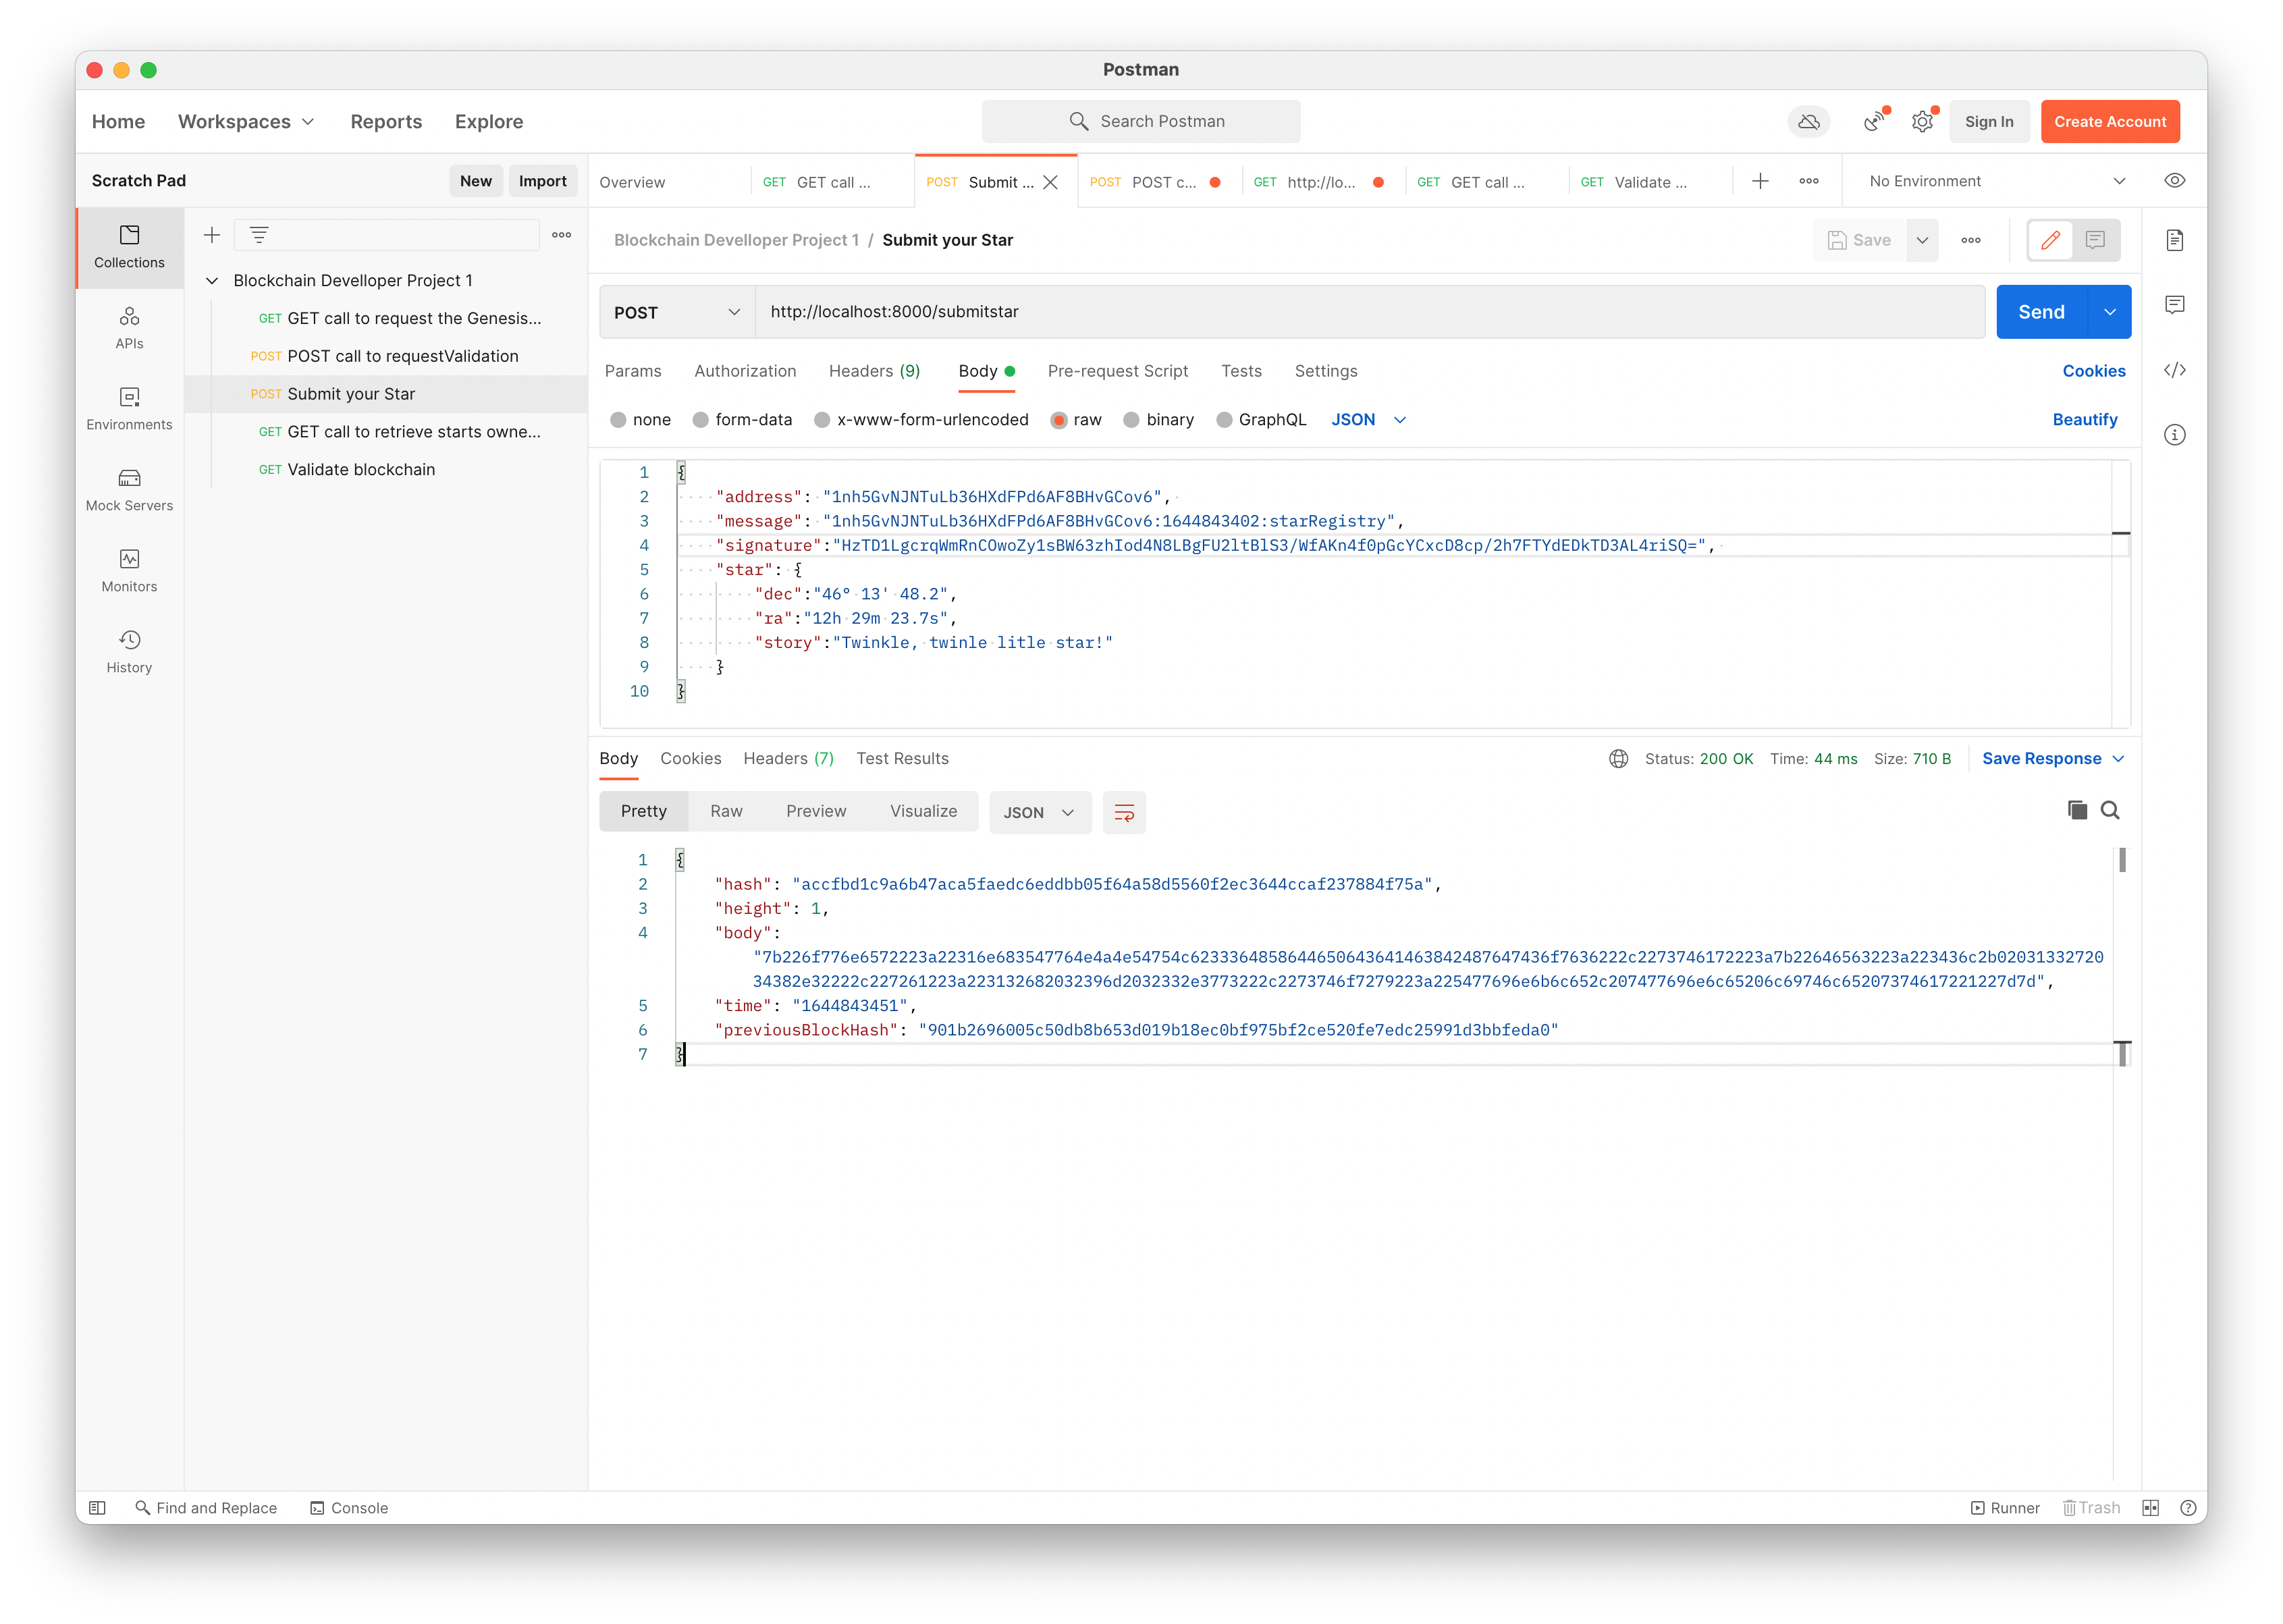 Postman
Home Workspaces Reports Explore
Search Postman
Sign In Create Account
Scratch Pad New Import
Overview GET GET call ... POST Submit ... POST POST c... GET http://lo... GET GET call ... GET Validate ... No Environment
Collections
APIs
Environments
Mock Servers
Monitors
History
Blockchain Develloper Project 1
GET GET call to request the Genesis...
POST POST call to requestValidation
POST Submit your Star
GET GET call to retrieve starts owne...
GET Validate blockchain
Blockchain Develloper Project 1 / Submit your Star
Save
POST http://localhost:8000/submitstar Send
Params Authorization Headers (9) Body Pre-request Script Tests Settings Cookies
none form-data x-www-form-urlencoded raw binary GraphQL JSON Beautify
1 {
2 "address": "1nh5GvNJNTuLb36HXdFPd6AF8BHvGCov6",
3 "message": "1nh5GvNJNTuLb36HXdFPd6AF8BHvGCov6:1644843402:starRegistry",
4 "signature":"HzTD1LgcrqWmRnCOwoZy1sBW63zhIod4N8LBgFU2ltBlS3/WfAKn4f0pGcYCxcD8cp/2h7FTYdEDkTD3AL4riSQ=",
5 "star": {
6 "dec":"46° 13' 48.2",
7 "ra":"12h 29m 23.7s",
8 "story":"Twinkle, twinle litle star!"
9 }
10 }
Body Cookies Headers (7) Test Results Status: 200 OK Time: 44 ms Size: 710 B Save Response
Pretty Raw Preview Visualize JSON
1 {
2 "hash": "accfbd1c9a6b47aca5faedc6eddbb05f64a58d5560f2ec3644ccaf237884f75a",
3 "height": 1,
4 "body":
"7b226f776e6572223a22316e683547764e4a4e54754c6233364858644650643641463842487647436f7636222c2273746172223a7b22646563223a223436c2b02031332720
34382e32222c227261223a223132682032396d2032332e3773222c2273746f7279223a225477696e6b6c652c207477696e6c65206c69746c65207374617221227d7d",
5 "time": "1644843451",
6 "previousBlockHash": "901b2696005c50db8b653d019b18ec0bf975bf2ce520fe7edc25991d3bbfeda0"
7 }
Find and Replace Console Runner Trash